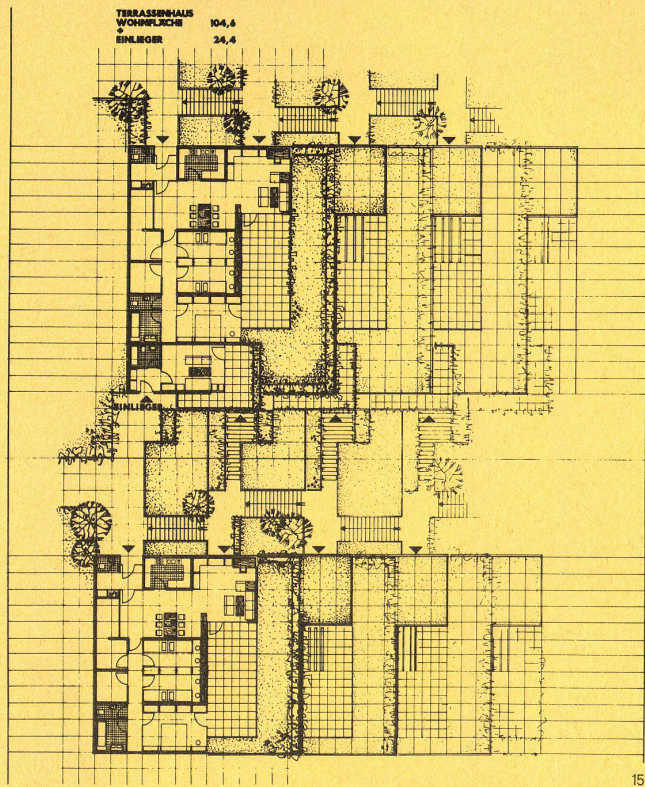 TERRASSENHAUS
WOHNFLÄCHE 104,6
+
EINLIEGER 24,4
EINLIEGER
15